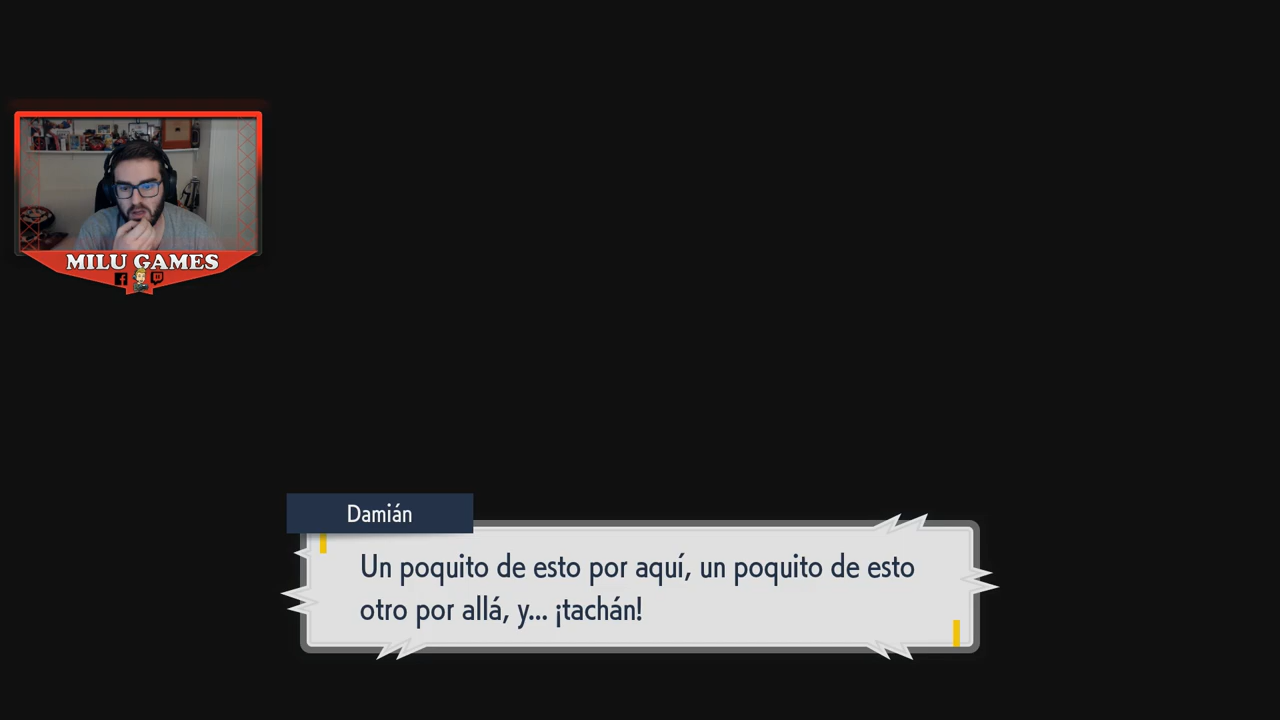 MILU GAMES
Damián
Un poquito de esto por aquí, un poquito de esto
otro por allá, y... ¡tachán!